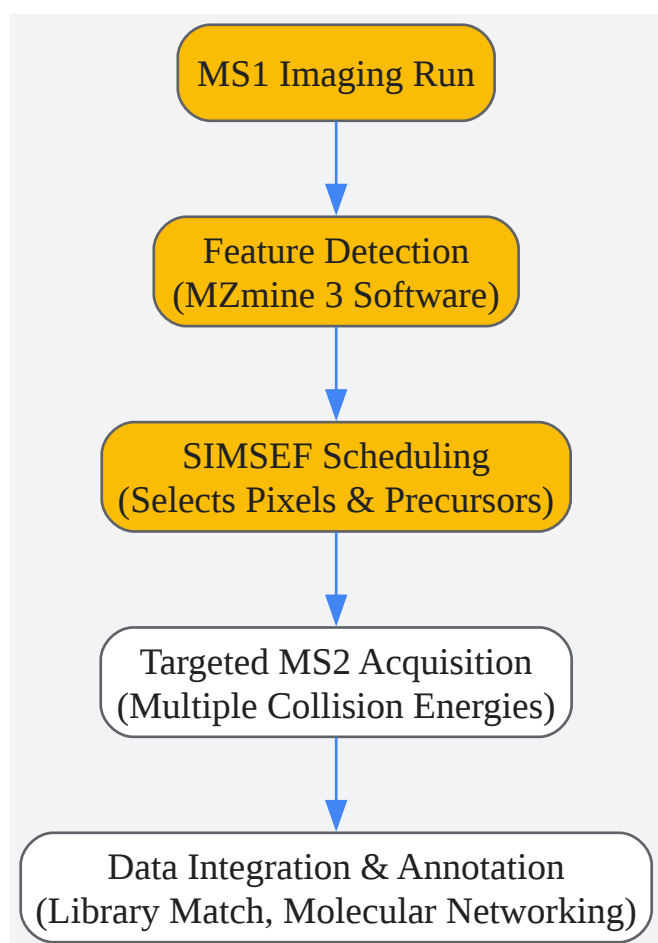 MS1 Imaging Run
Feature Detection
(MZmine 3 Software)
SIMSEF Scheduling
(Selects Pixels & Precursors)
Targeted MS2 Acquisition
(Multiple Collision Energies)
Data Integration & Annotation
(Library Match, Molecular Networking)